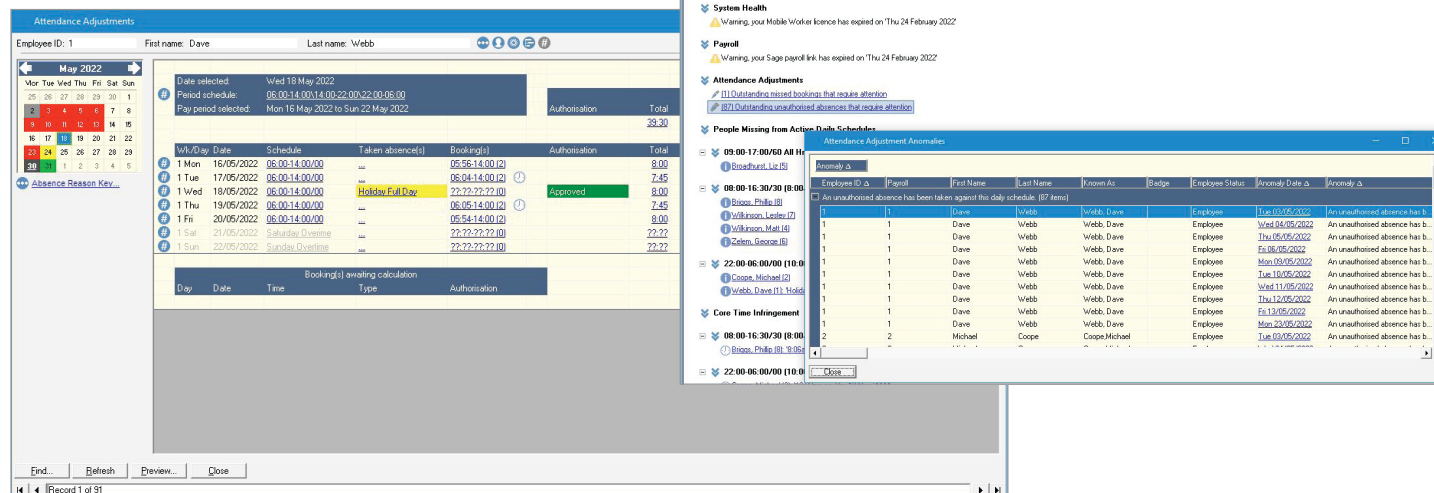 Attendance Adjustments
Employee ID: 1 First name: Dave Last name: Webb
May 2022
Mon Tue Wed Thu Fri Sat Sun
25 26 27 28 29 30 1
2 3 4 5 6 7 8
9 10 11 12 13 14 15
16 17 18 19 20 21 22
23 24 25 26 27 28 29
30 31 1 2 3 4 5
Absence Reason Key...
Date selected: Wed 18 May 2022
Period schedule: 06:00-14:00\14:00-22:00\22:00-06:00
Pay period selected: Mon 16 May 2022 to Sun 22 May 2022 Authorisation Total
39:30
Wk/Day Date Schedule Taken absence(s) Booking(s) Authorisation Total
1 Mon 16/05/2022 06:00-14:00/00 ... 05:56-14:00 (2) 8:00
1 Tue 17/05/2022 06:00-14:00/00 ... 06:04-14:00 (2) 7:45
1 Wed 18/05/2022 06:00-14:00/00 Holiday Full Day ??:??-??:?? (0) Approved 8:00
1 Thu 19/05/2022 06:00-14:00/00 ... 06:05-14:00 (2) 7:45
1 Fri 20/05/2022 06:00-14:00/00 ... 05:54-14:00 (2) 8:00
1 Sat 21/05/2022 Saturday Overime ... ??:??-??:?? (0) ??:??
1 Sun 22/05/2022 Sunday Overtime ... ??:??-??:?? (0) ??:??
Booking(s) awaiting calculation
Day Date Time Type Authorisation
Find... Refresh Preview... Close
Record 1 of 91
System Health
Warning, your Mobile Worker licence has expired on 'Thu 24 February 2022'
Payroll
Warning, your Sage payroll link has expired on 'Thu 24 February 2022'
Attendance Adjustments
[1] Outstanding missed bookings that require attention
[87] Outstanding unauthorised absences that require attention
People Missing from Active Daily Schedules
09:00-17:00/60 All H
Broadhurst, Liz (5)
08:00-16:30/30 (8:00
Briggs, Phillip (8)
Wilkinson, Lesley (7)
Wilkinson, Matt (4)
Zelem, George (6)
22:00-06:00/00 (10:0
Coope, Michael (2)
Webb, Dave (1): 'Holid
Core Time Infringement
08:00-16:30/30 (8:00
Briggs, Phillip (8): '8:06
22:00-06:00/00 (10:0
Attendance Adjustment Anomalies
Anomaly
Employee ID Payroll First Name Last Name Known As Badge Employee Status Anomaly Date Anomaly
An unauthorised absence has been taken against this daily schedule. (87 items)
1 1 Dave Webb Webb, Dave Employee Tue 03/05/2022 An unauthorised absence has b...
1 1 Dave Webb Webb, Dave Employee Wed 04/05/2022 An unauthorised absence has b...
1 1 Dave Webb Webb, Dave Employee Thu 05/05/2022 An unauthorised absence has b...
1 1 Dave Webb Webb, Dave Employee Fri 06/05/2022 An unauthorised absence has b...
1 1 Dave Webb Webb, Dave Employee Mon 09/05/2022 An unauthorised absence has b...
1 1 Dave Webb Webb, Dave Employee Tue 10/05/2022 An unauthorised absence has b...
1 1 Dave Webb Webb, Dave Employee Wed 11/05/2022 An unauthorised absence has b...
1 1 Dave Webb Webb, Dave Employee Thu 12/05/2022 An unauthorised absence has b...
1 1 Dave Webb Webb, Dave Employee Fri 13/05/2022 An unauthorised absence has b...
1 1 Dave Webb Webb, Dave Employee Mon 23/05/2022 An unauthorised absence has b...
2 2 Michael Coope Coope,Michael Employee Tue 03/05/2022 An unauthorised absence has b...
Close